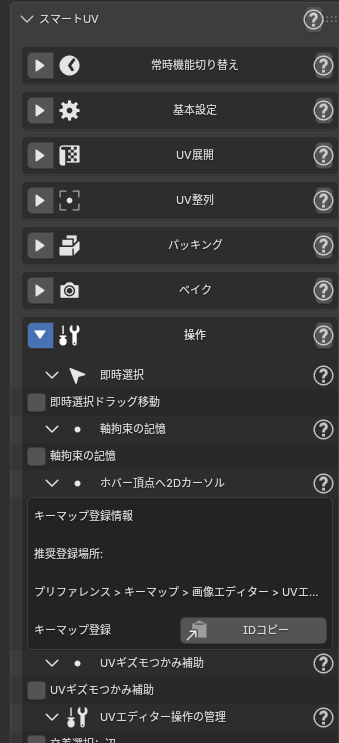 スマートUV
常時機能切り替え
基本設定
UV展開
UV整列
パッキング
ベイク
操作
即時選択
即時選択ドラッグ移動
軸拘束の記憶
軸拘束の記憶
ホバー頂点へ2Dカーソル
キーマップ登録情報
推奨登録場所:
プリファレンス > キーマップ > 画像エディター > UVエ...
キーマップ登録
IDコピー
UVギズモつかみ補助
UVギズモつかみ補助
UVエディター操作の管理